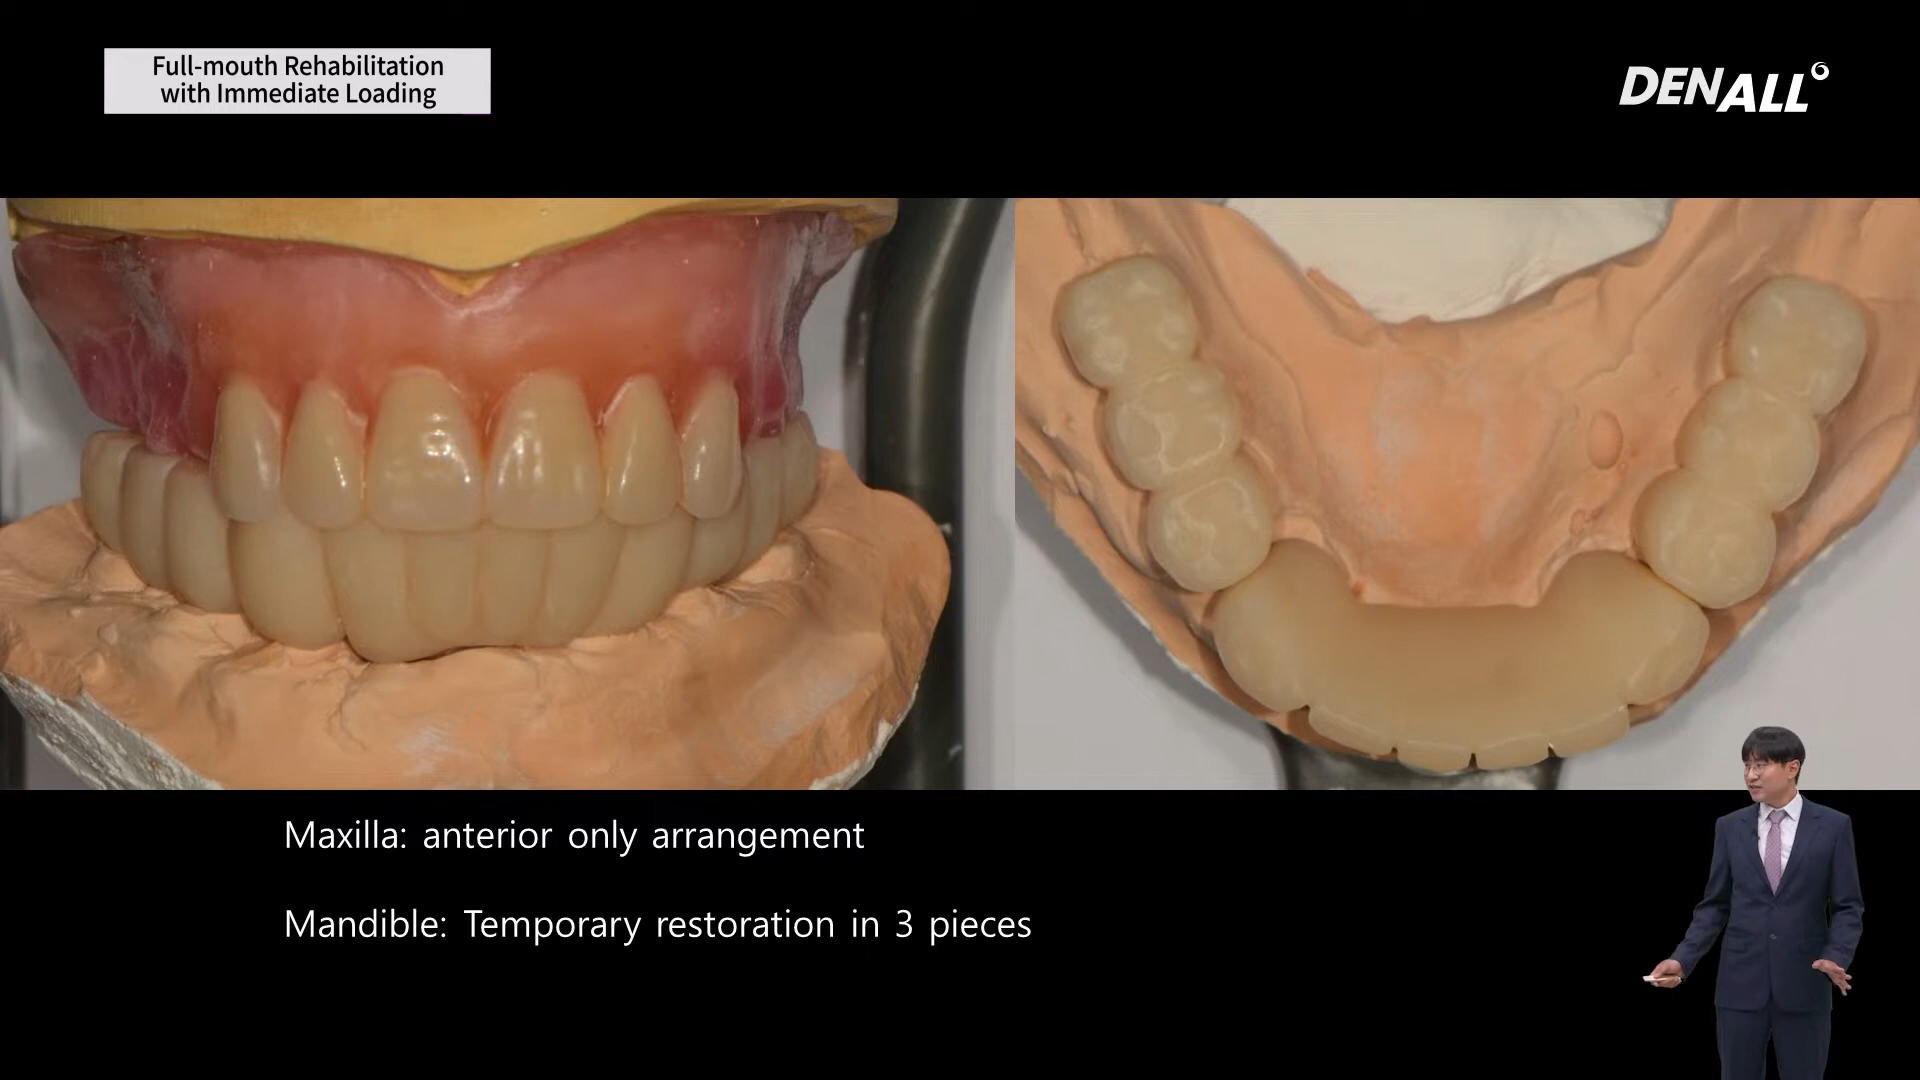 Full-mouth Rehabilitation
with Immediate Loading
DENALL
Maxilla: anterior only arrangement
Mandible: Temporary restoration in 3 pieces